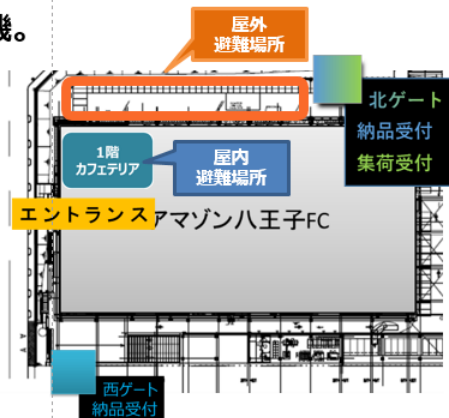 機。
屋外
避難場所
北ゲート
納品受付
集荷受付
1階
カフェテリア
屋内
避難場所
エントランス
アマゾン八王子FC
西ゲート
納品受付